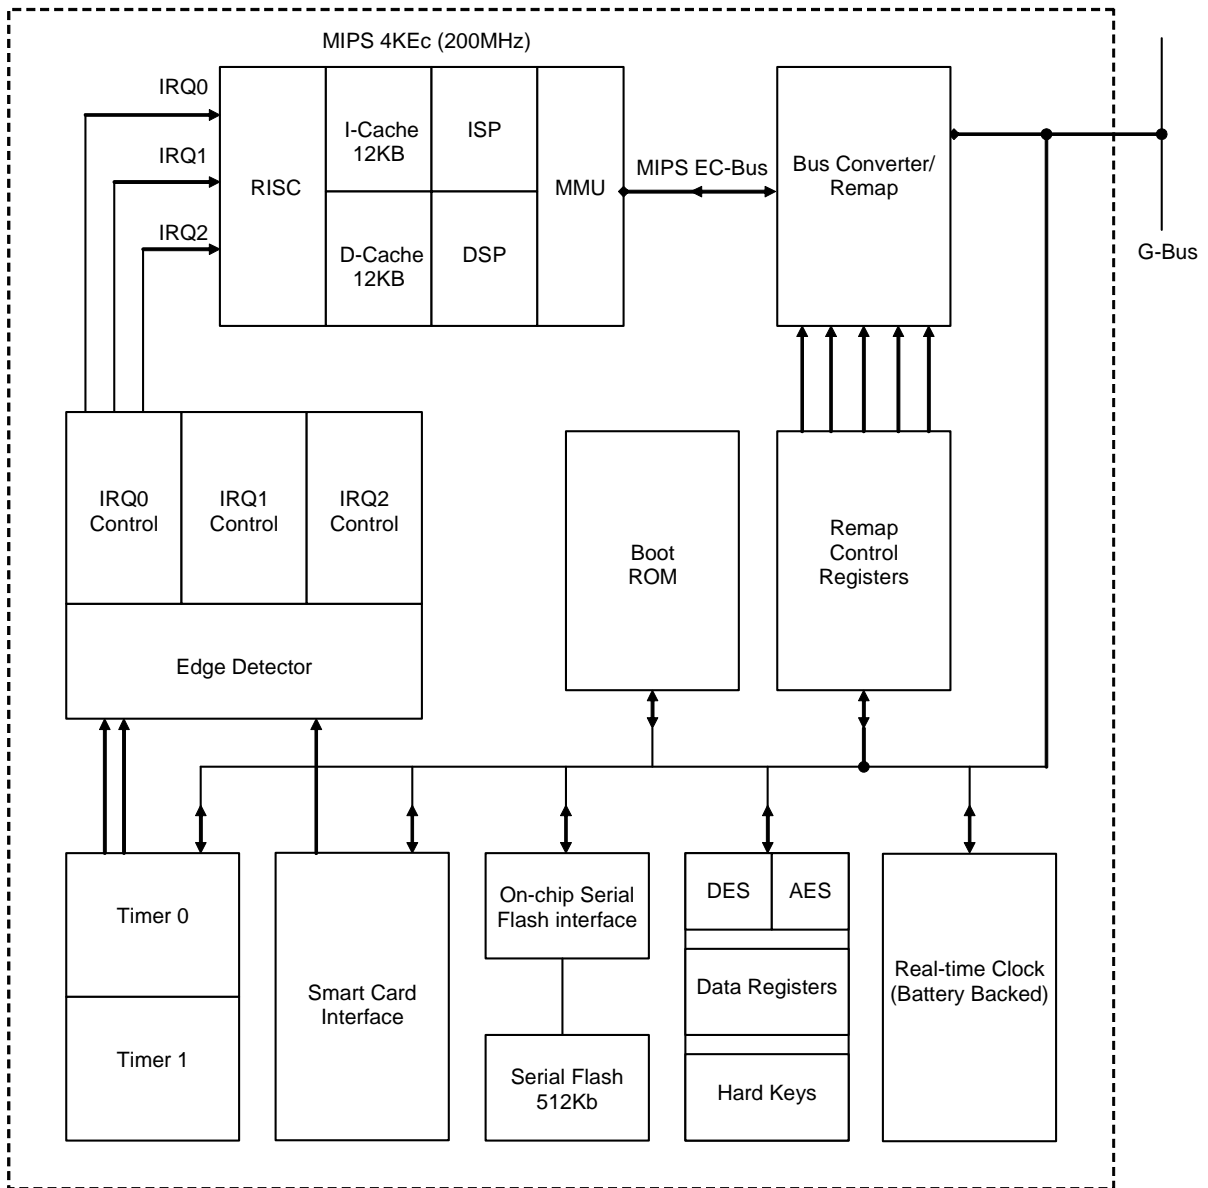 MIPS 4KEc (200MHz)
IRQ0
IRQ1
IRQ2
RISC
I-Cache
12KB
ISP
D-Cache
12KB
DSP
MMU
MIPS EC-Bus
Bus Converter/
Remap
G-Bus
IRQ0
Control
IRQ1
Control
IRQ2
Control
Edge Detector
Boot
ROM
Remap
Control
Registers
Timer 0
Timer 1
Smart Card
Interface
On-chip Serial
Flash interface
Serial Flash
512Kb
DES
AES
Data Registers
Hard Keys
Real-time Clock
(Battery Backed)